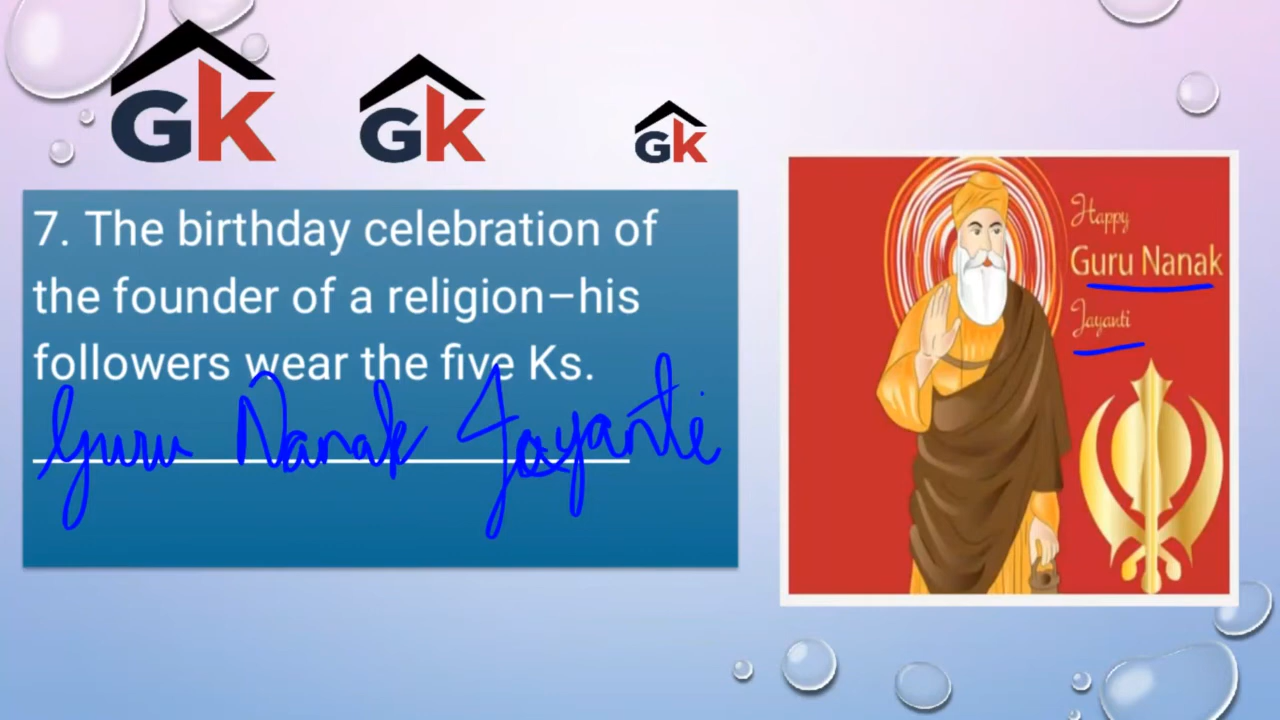 Gk Gk Gk
7. The birthday celebration of
the founder of a religion–his
followers wear the five Ks.
Guru Nanak Jayanti
Happy
Guru Nanak
Jayanti